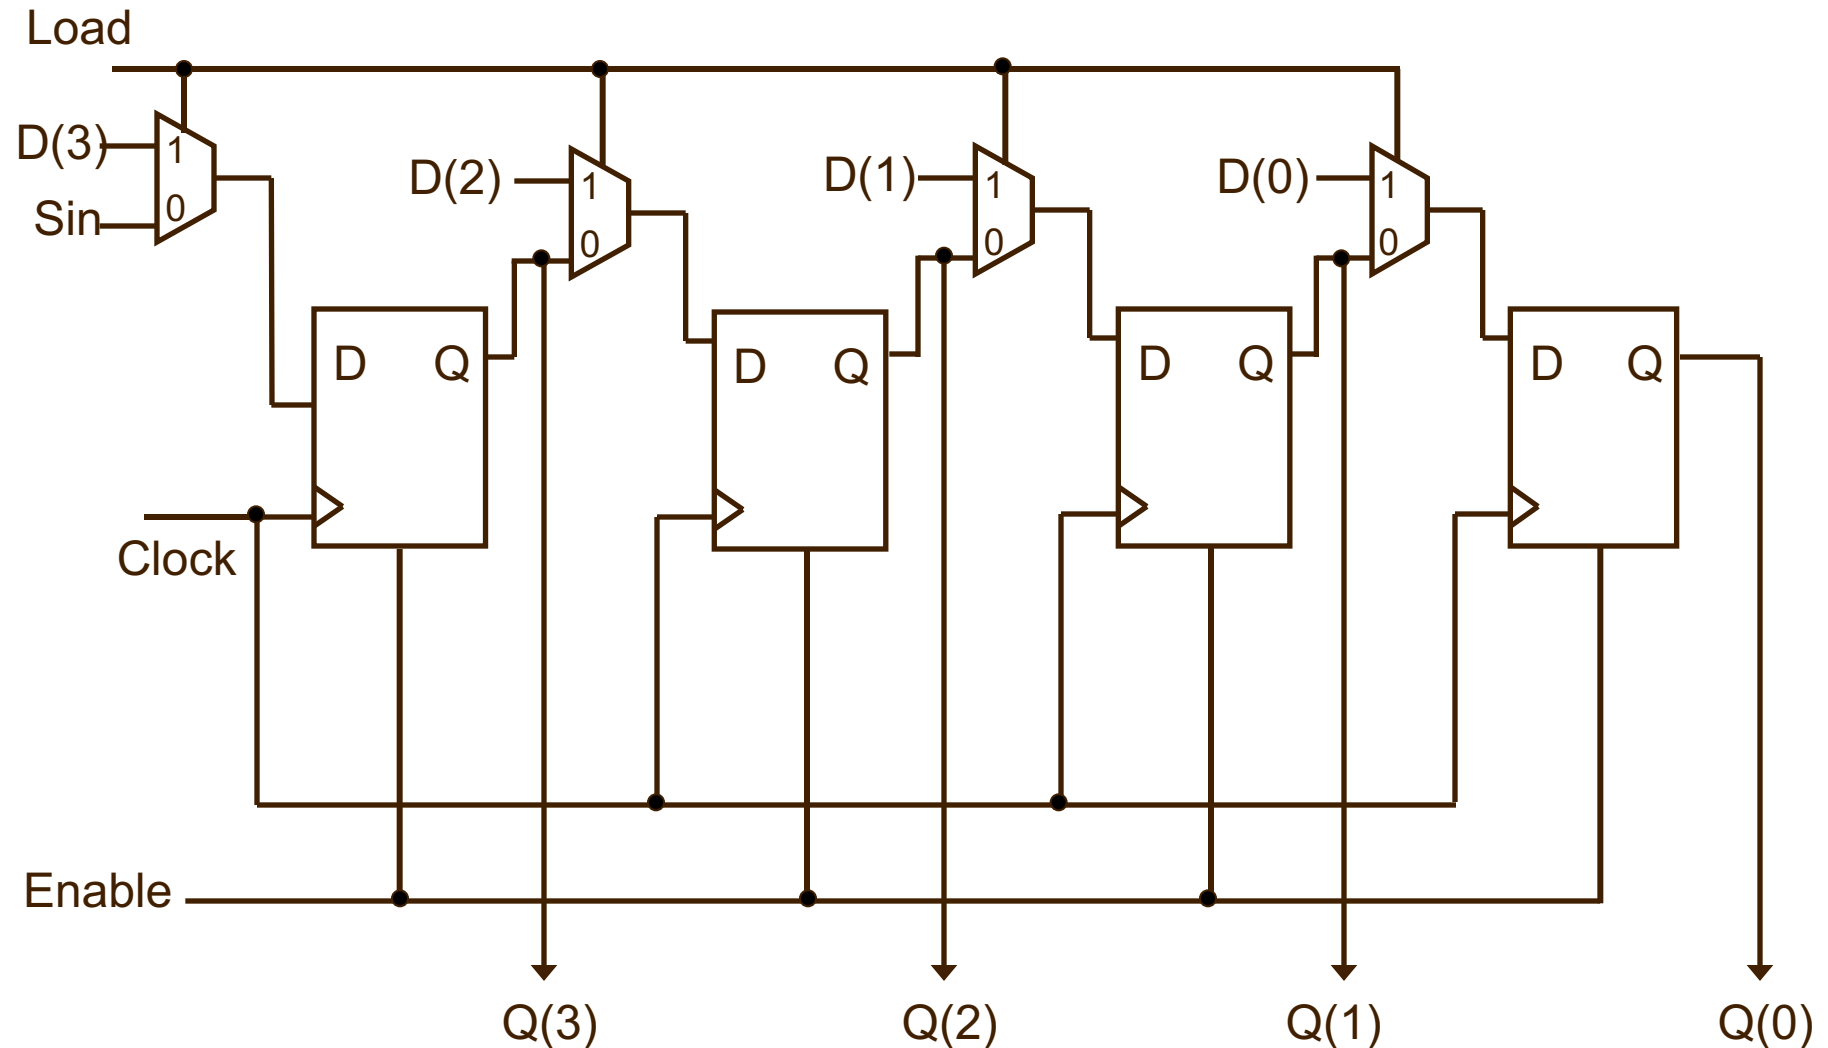 Load
D(3)
1
Sin
0
D(2)
1
0
D(1)
1
0
D(0)
1
0
D Q
D Q
D Q
D Q
Clock
Enable
Q(3)
Q(2)
Q(1)
Q(0)